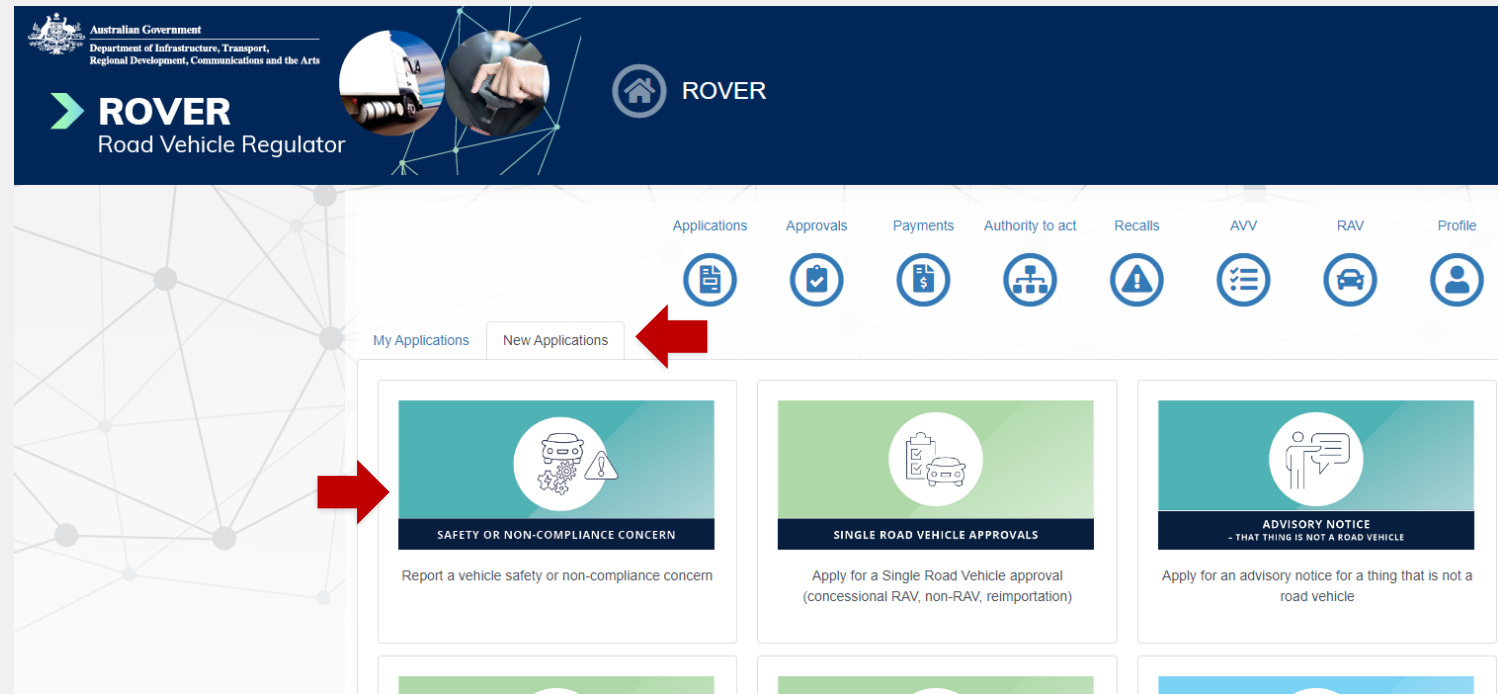 Australian Government
Department of Infrastructure, Transport,
Regional Development, Communications and the Arts
ROVER
Road Vehicle Regulator
ROVER
Applications
Approvals
Payments
Authority to act
Recalls
AVV
RAV
Profile
My Applications
New Applications
SAFETY OR NON-COMPLIANCE CONCERN
Report a vehicle safety or non-compliance concern
SINGLE ROAD VEHICLE APPROVALS
Apply for a Single Road Vehicle approval
(concessional RAV, non-RAV, reimportation)
ADVISORY NOTICE
– THAT THING IS NOT A ROAD VEHICLE
Apply for an advisory notice for a thing that is not a
road vehicle